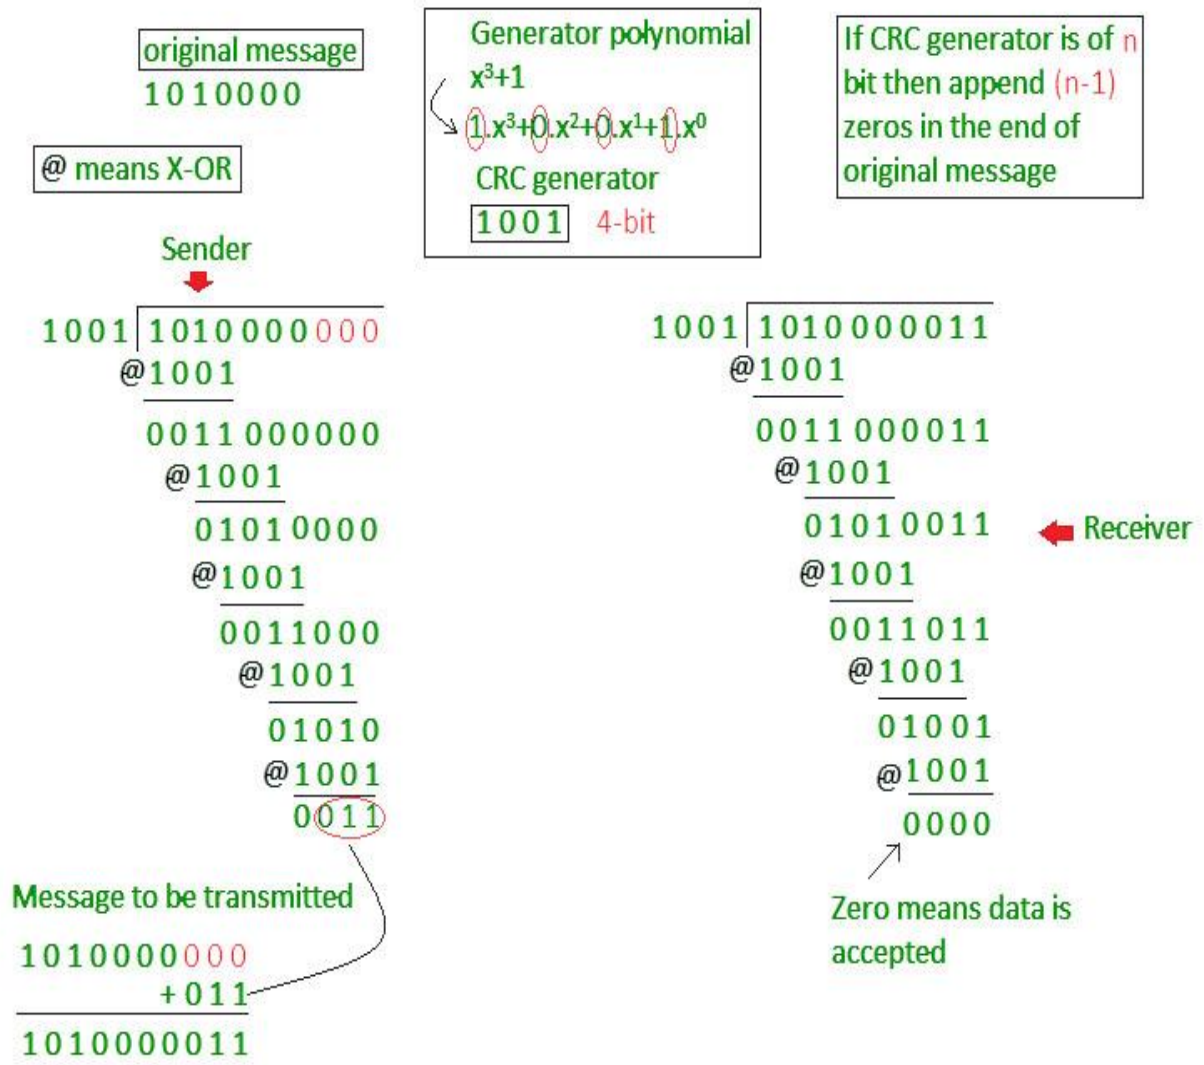 original message
1010000
@ means X-OR
Generator polynomial
x³+1
1.x³+0.x²+0.x¹+1.x⁰
CRC generator
1001 4-bit
If CRC generator is of n
bit then append (n-1)
zeros in the end of
original message
Sender
1001 1010000000
@1001
0011000000
@1001
01010000
@1001
0011000
@1001
01010
@1001
0011
Message to be transmitted
1010000000
+011
1010000011
1001 1010000011
@1001
0011000011
@1001
01010011
@1001
0011011
@1001
01001
@1001
0000
Receiver
Zero means data is
accepted